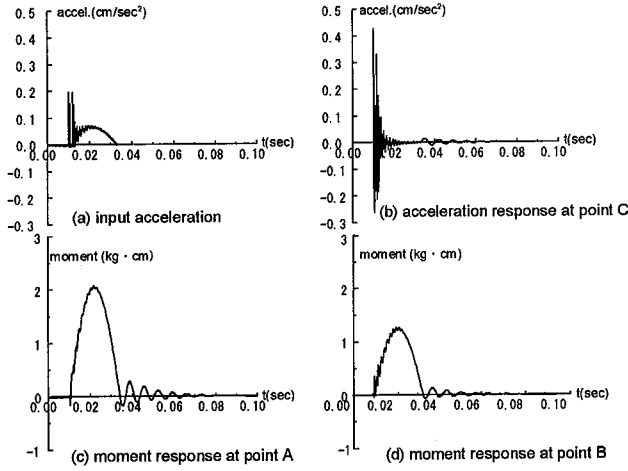 accel.(cm/sec²)
0.5
0.4
0.3
0.2
0.1
0.0
−0.1
−0.2
−0.3
0.00 0.02 0.04 0.06 0.08 0.10
t(sec)
(a) input acceleration
accel.(cm/sec²)
0.5
0.4
0.3
0.2
0.1
0.0
−0.1
−0.2
−0.3
0.00 0.02 0.04 0.06 0.08 0.10
t(sec)
(b) acceleration response at point C
3
moment (kg・cm)
2
1
0
−1
0.00 0.02 0.04 0.06 0.08 0.10
t(sec)
(c) moment response at point A
3
moment (kg・cm)
2
1
0
−1
0.00 0.02 0.04 0.06 0.08 0.10
t(sec)
(d) moment response at point B